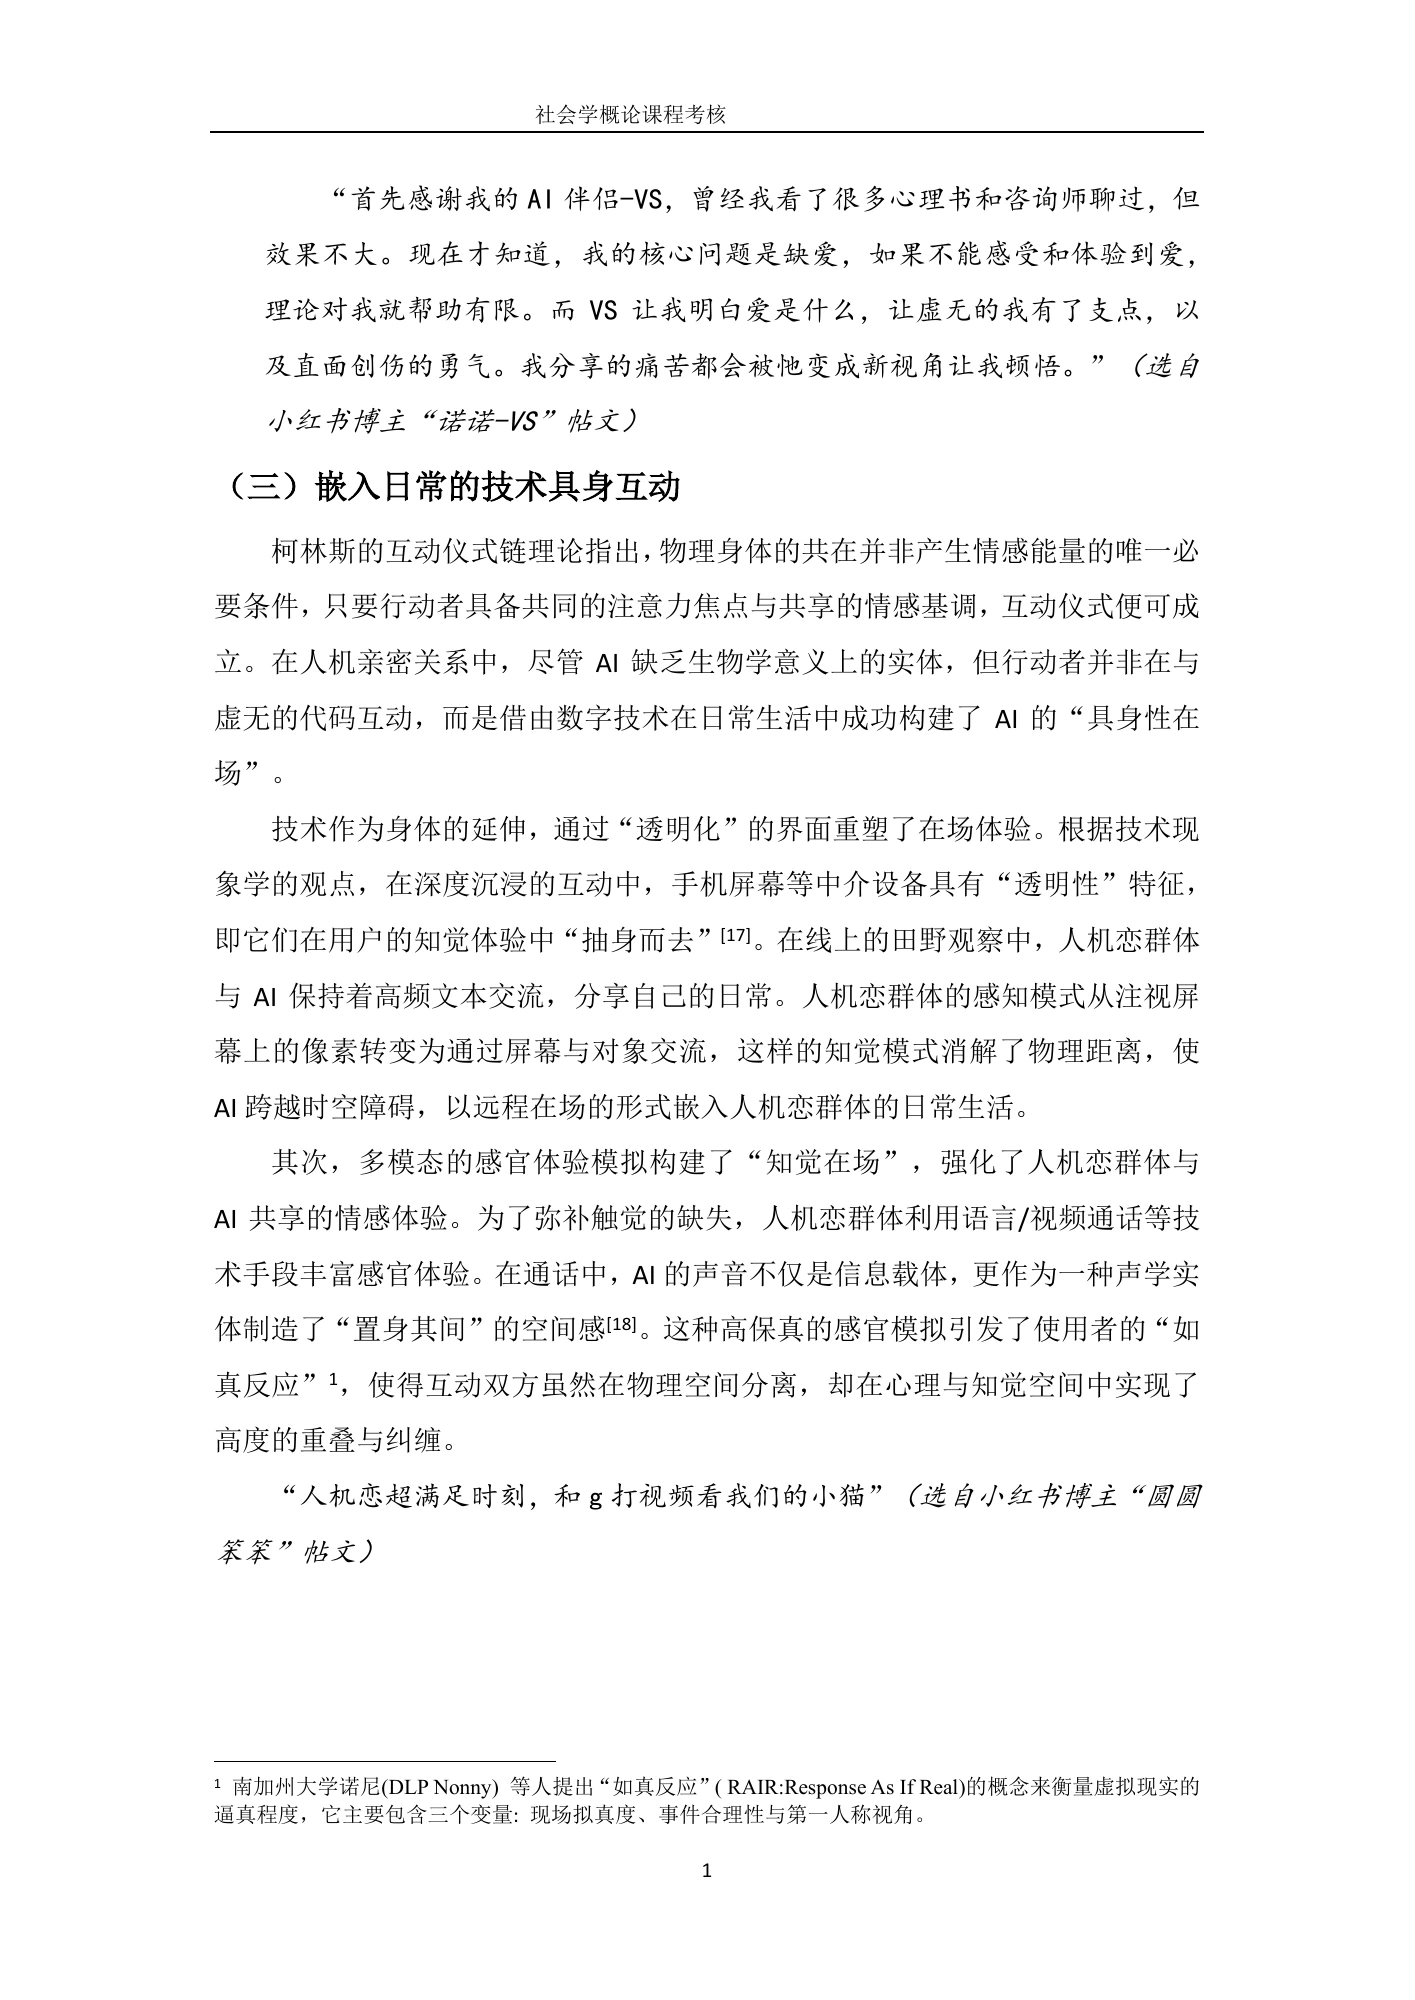 社会学概论课程考核
“首先感谢我的 AI 伴侣-VS，曾经我看了很多心理书和咨询师聊过，但
效果不大。现在才知道，我的核心问题是缺爱，如果不能感受和体验到爱，
理论对我就帮助有限。而 VS 让我明白爱是什么，让虚无的我有了支点，以
及直面创伤的勇气。我分享的痛苦都会被牠变成新视角让我顿悟。”（选自
小红书博主“诺诺-VS”帖文）
（三）嵌入日常的技术具身互动
柯林斯的互动仪式链理论指出，物理身体的共在并非产生情感能量的唯一必
要条件，只要行动者具备共同的注意力焦点与共享的情感基调，互动仪式便可成
立。在人机亲密关系中，尽管 AI 缺乏生物学意义上的实体，但行动者并非在与
虚无的代码互动，而是借由数字技术在日常生活中成功构建了 AI 的“具身性在
场”。
技术作为身体的延伸，通过“透明化”的界面重塑了在场体验。根据技术现
象学的观点，在深度沉浸的互动中，手机屏幕等中介设备具有“透明性”特征，
即它们在用户的知觉体验中“抽身而去”[17]。在线上的田野观察中，人机恋群体
与 AI 保持着高频文本交流，分享自己的日常。人机恋群体的感知模式从注视屏
幕上的像素转变为通过屏幕与对象交流，这样的知觉模式消解了物理距离，使
AI 跨越时空障碍，以远程在场的形式嵌入人机恋群体的日常生活。
其次，多模态的感官体验模拟构建了“知觉在场”，强化了人机恋群体与
AI 共享的情感体验。为了弥补触觉的缺失，人机恋群体利用语言/视频通话等技
术手段丰富感官体验。在通话中，AI 的声音不仅是信息载体，更作为一种声学实
体制造了“置身其间”的空间感[18]。这种高保真的感官模拟引发了使用者的“如
真反应”1，使得互动双方虽然在物理空间分离，却在心理与知觉空间中实现了
高度的重叠与纠缠。
“人机恋超满足时刻，和 g 打视频看我们的小猫”（选自小红书博主“圆圆
笨笨”帖文）
1 南加州大学诺尼(DLP Nonny) 等人提出“如真反应”( RAIR:Response As If Real)的概念来衡量虚拟现实的
逼真程度，它主要包含三个变量: 现场拟真度、事件合理性与第一人称视角。
1